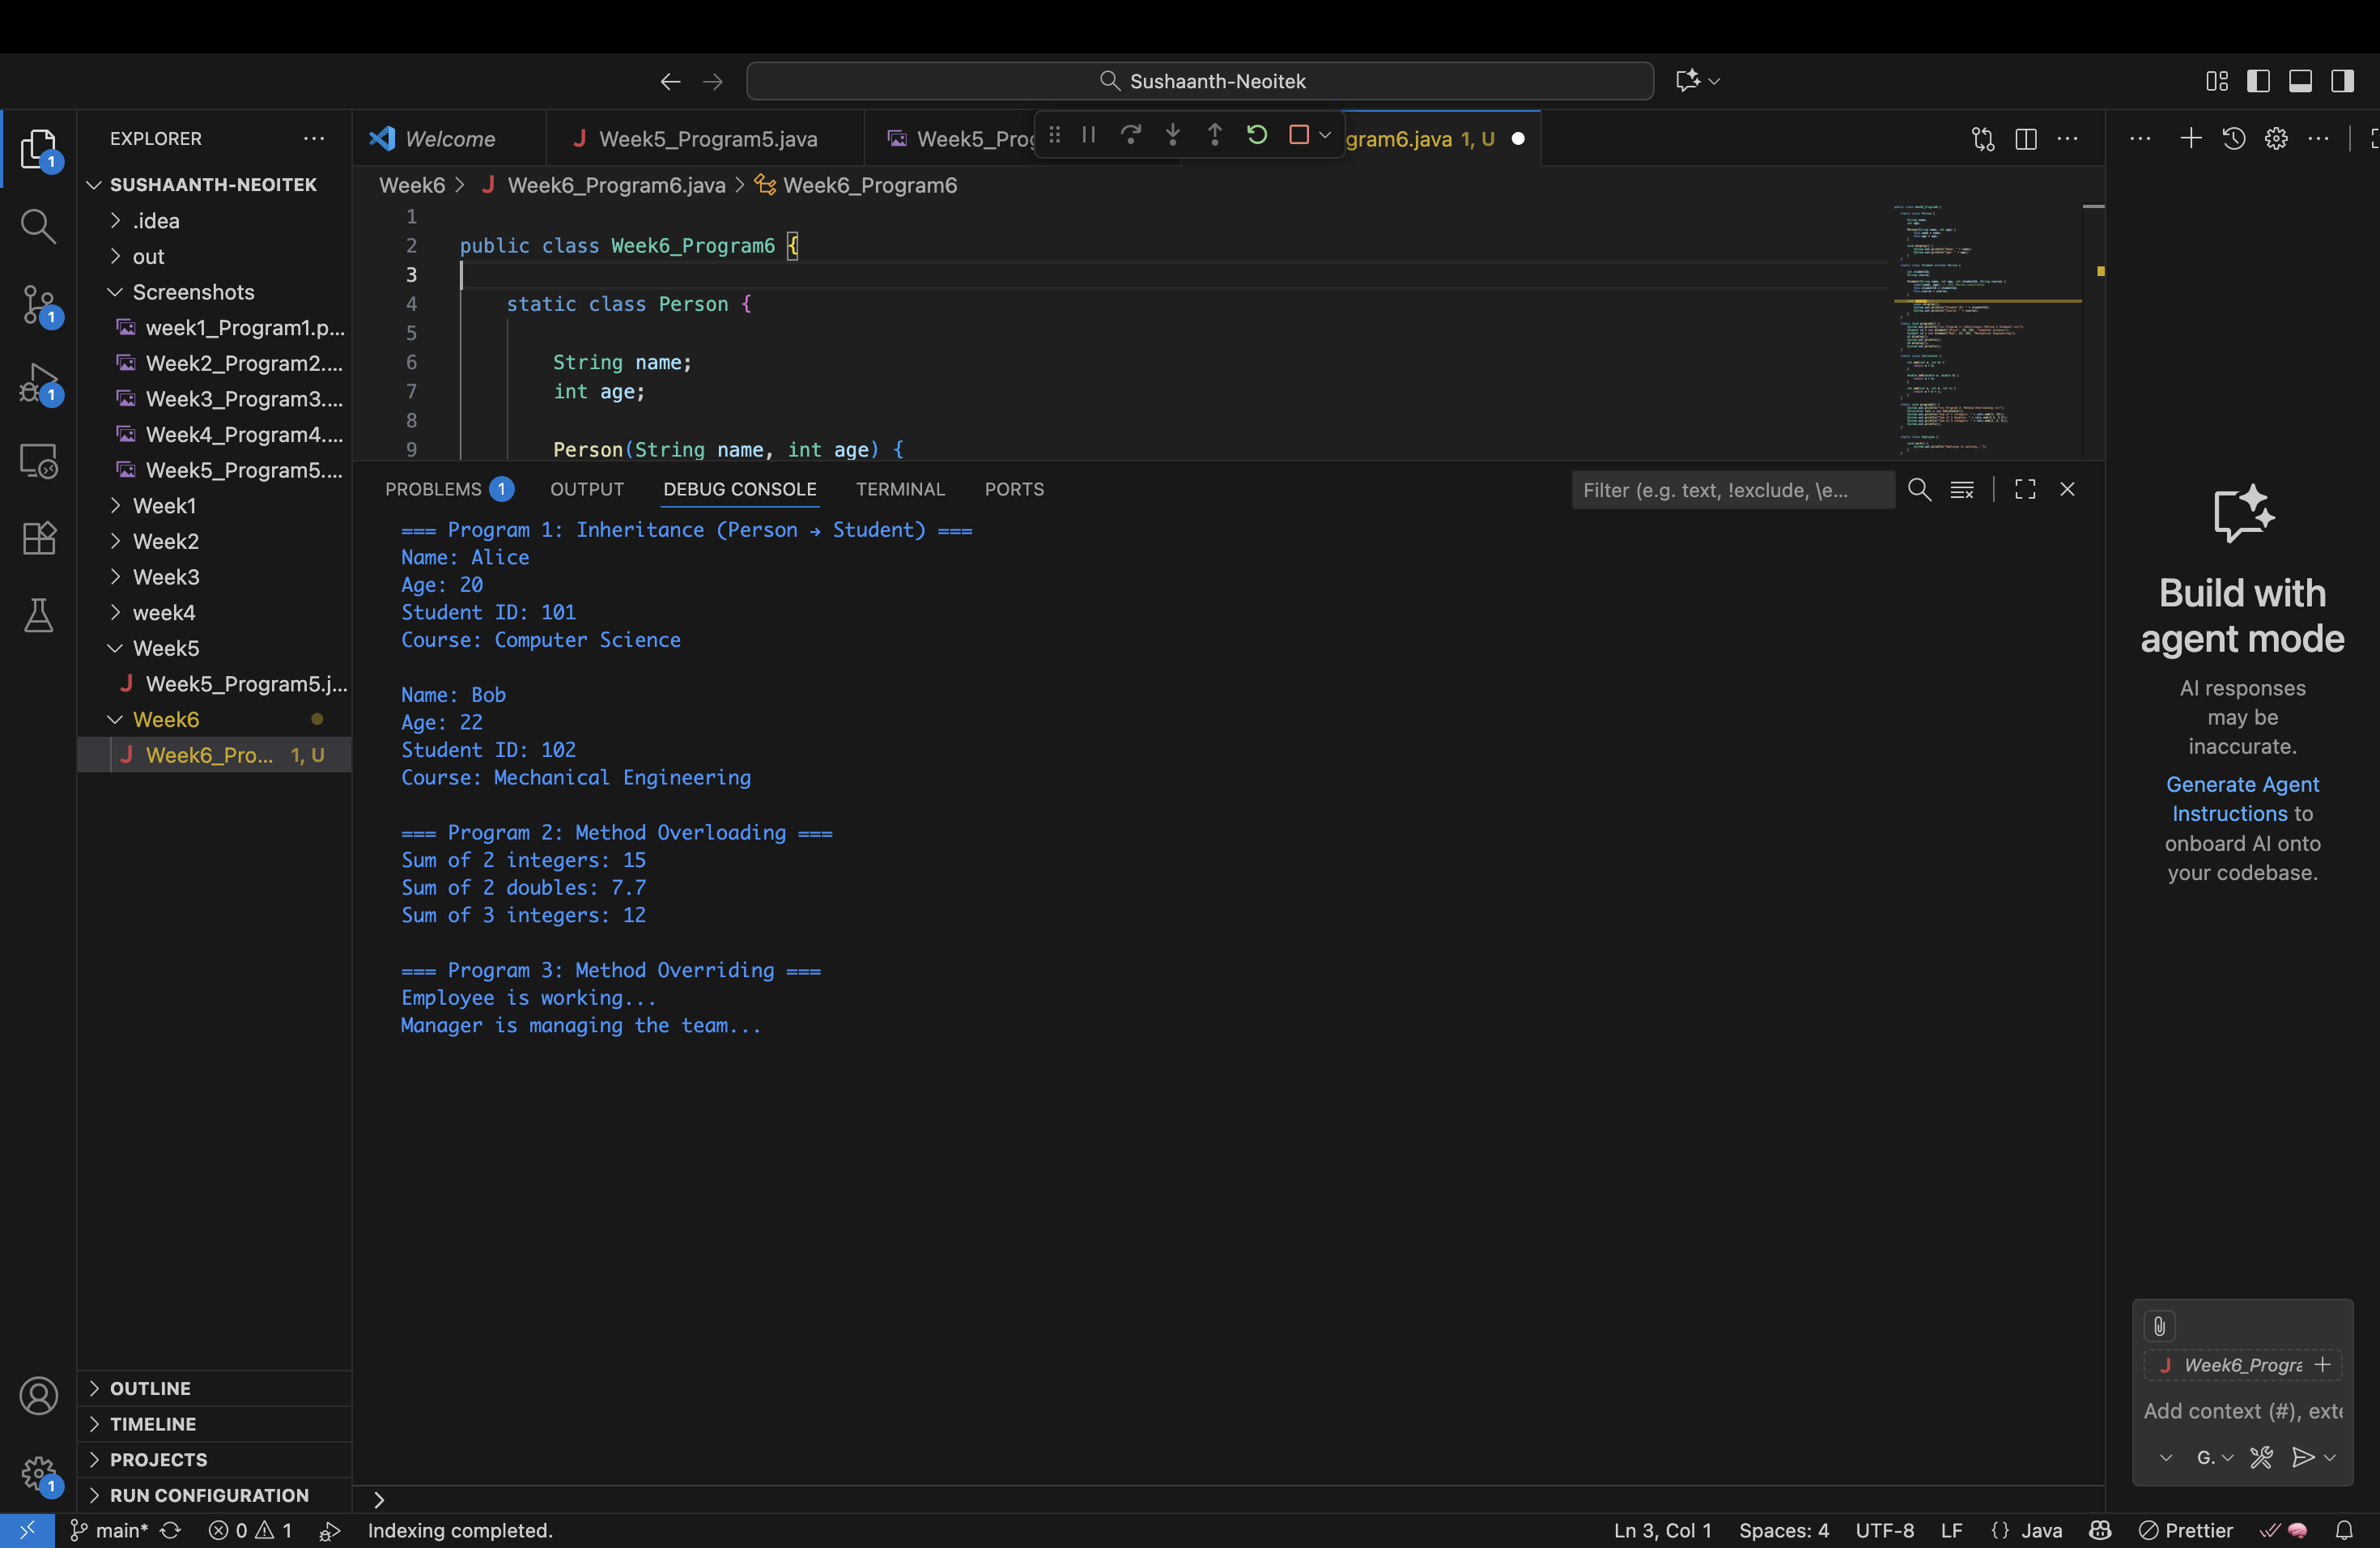 Sushaanth-Neoitek
EXPLORER
SUSHAANTH-NEOITEK
.idea
out
Screenshots
week1_Program1.p...
Week2_Program2....
Week3_Program3....
Week4_Program4....
Week5_Program5....
Week1
Week2
Week3
week4
Week5
Week5_Program5.j...
Week6
Week6_Pro... 1, U
OUTLINE
TIMELINE
PROJECTS
RUN CONFIGURATION
Welcome
Week5_Program5.java
Week5_Prog
gram6.java 1, U
Week6 > Week6_Program6.java > Week6_Program6
1
2 public class Week6_Program6 {
3
4 static class Person {
5
6 String name;
7 int age;
8
9 Person(String name, int age) {
PROBLEMS 1 OUTPUT DEBUG CONSOLE TERMINAL PORTS
Filter (e.g. text, !exclude, \e...
=== Program 1: Inheritance (Person → Student) ===
Name: Alice
Age: 20
Student ID: 101
Course: Computer Science
Name: Bob
Age: 22
Student ID: 102
Course: Mechanical Engineering
=== Program 2: Method Overloading ===
Sum of 2 integers: 15
Sum of 2 doubles: 7.7
Sum of 3 integers: 12
=== Program 3: Method Overriding ===
Employee is working...
Manager is managing the team...
Build with
agent mode
AI responses
may be
inaccurate.
Generate Agent
Instructions to
onboard AI onto
your codebase.
Week6_Progra
Add context (#), exte
G.
main* 0 1 Indexing completed.
Ln 3, Col 1 Spaces: 4 UTF-8 LF {} Java Prettier